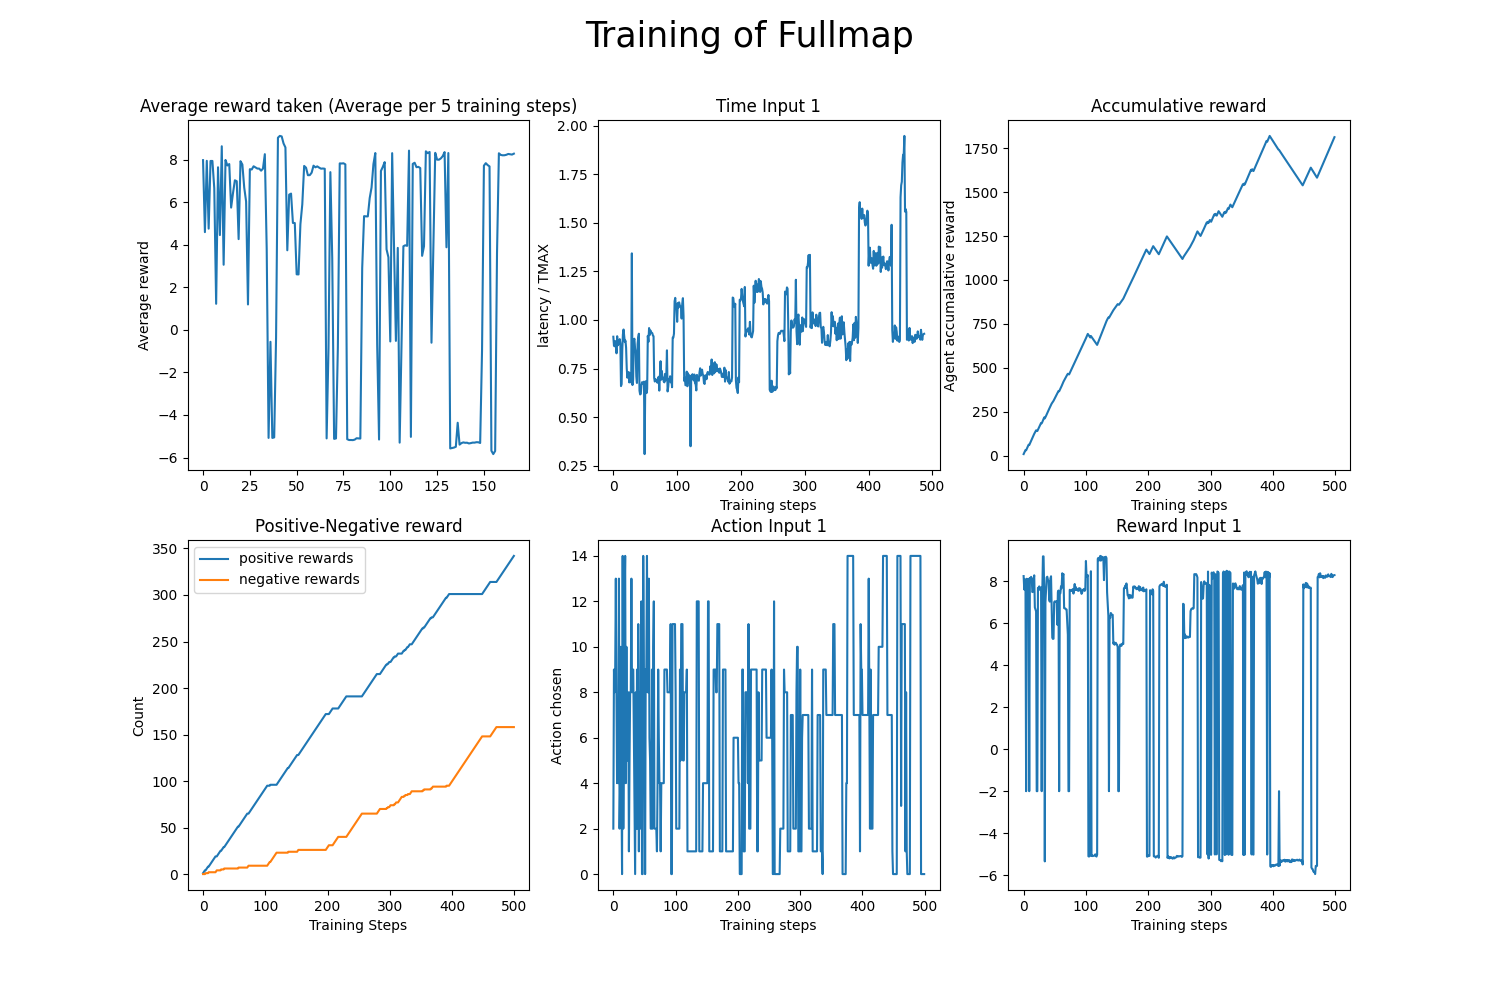 Training of Fullmap
Average reward taken (Average per 5 training steps)
Average reward
8
6
4
2
0
−2
−4
−6
0 25 50 75 100 125 150
Time Input 1
latency / TMAX
2.00
1.75
1.50
1.25
1.00
0.75
0.50
0.25
0 100 200 300 400 500
Training steps
Accumulative reward
Agent accumalative reward
1750
1500
1250
1000
750
500
250
0
0 100 200 300 400 500
Training steps
Positive-Negative reward
positive rewards
negative rewards
Count
350
300
250
200
150
100
50
0
0 100 200 300 400 500
Training Steps
Action Input 1
Action chosen
14
12
10
8
6
4
2
0
0 100 200 300 400 500
Training steps
Reward Input 1
8
6
4
2
0
−2
−4
−6
0 100 200 300 400 500
Training steps